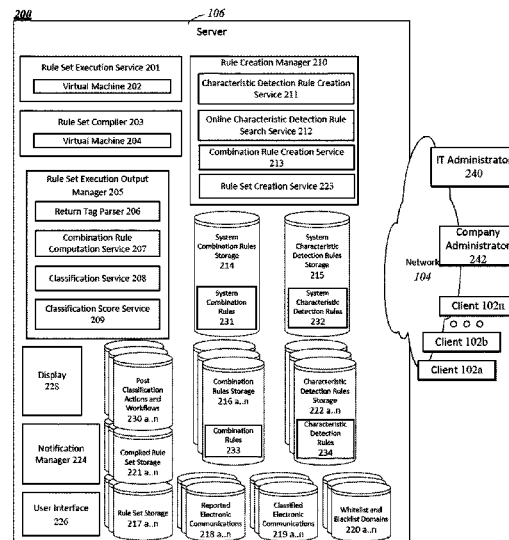 200
106
Server
Rule Set Execution Service 201
Virtual Machine 202
Rule Set Compiler 203
Virtual Machine 204
Rule Set Execution Output
Manager 205
Return Tag Parser 206
Combination Rule
Computation Service 207
Classification Service 208
Classification Score Service
209
Rule Creation Manager 210
Characteristic Detection Rule Creation
Service 211
Online Characteristic Detection Rule
Search Service 212
Combination Rule Creation Service
213
Rule Set Creation Service 223
System
Combination Rules
Storage
214
System
Combination
Rules
231
System
Characteristic
Detection Rules
Storage
215
System
Characteristic
Detection Rules
232
Display
228
Post
Classification
Actions and
Workflows
230 a..n
Combination
Rules Storage
216 a..n
Combination
Rules
233
Characteristic
Detection Rules
Storage
222 a..n
Characteristic
Detection
Rules
234
Notification
Manager 224
Compiled Rule
Set Storage
221 a..n
User Interface
226
Rule Set Storage
217 a..n
Reported
Electronic
Communications
218 a..n
Classified
Electronic
Communications
219 a..n
Whitelist and
Blacklist Domains
220 a..n
IT Administrator
240
Company
Administrator
242
Network
104
Client 102n
Client 102b
Client 102a